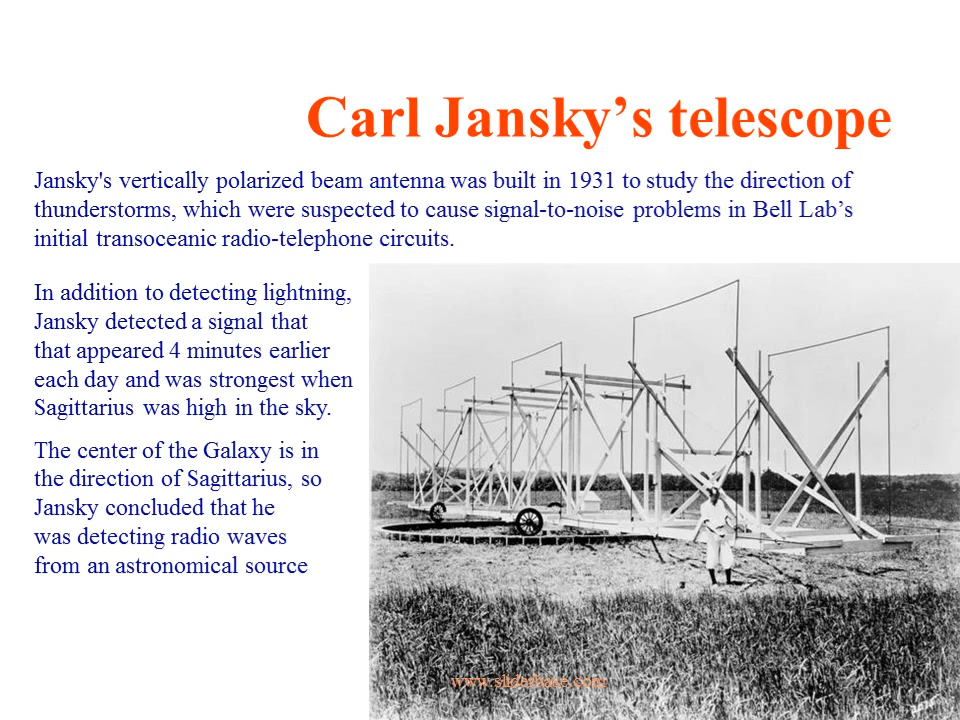 Carl Jansky’s telescope
Jansky's vertically polarized beam antenna was built in 1931 to study the direction of
thunderstorms, which were suspected to cause signal-to-noise problems in Bell Lab’s
initial transoceanic radio-telephone circuits.
In addition to detecting lightning,
Jansky detected a signal that
that appeared 4 minutes earlier
each day and was strongest when
Sagittarius was high in the sky.
The center of the Galaxy is in
the direction of Sagittarius, so
Jansky concluded that he
was detecting radio waves
from an astronomical source
www.sliderbase.com